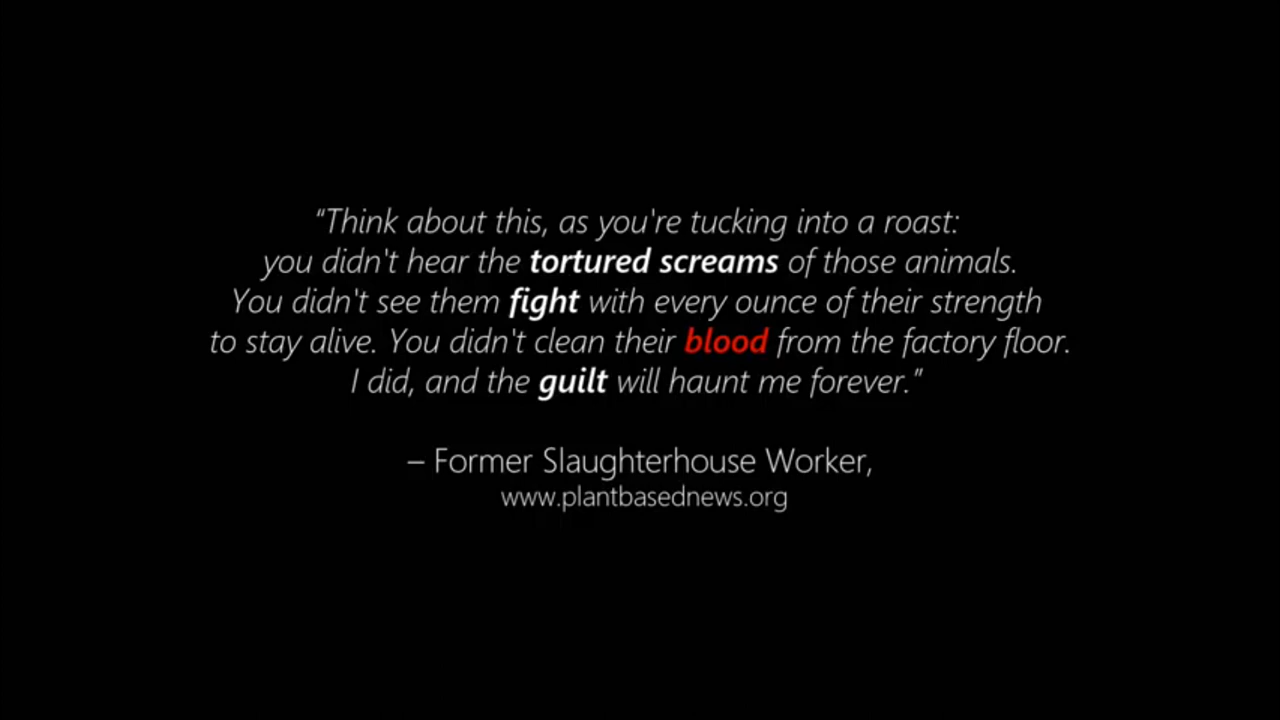 “Think about this, as you're tucking into a roast:
you didn't hear the tortured screams of those animals.
You didn't see them fight with every ounce of their strength
to stay alive. You didn't clean their blood from the factory floor.
I did, and the guilt will haunt me forever."
– Former Slaughterhouse Worker,
www.plantbasednews.org